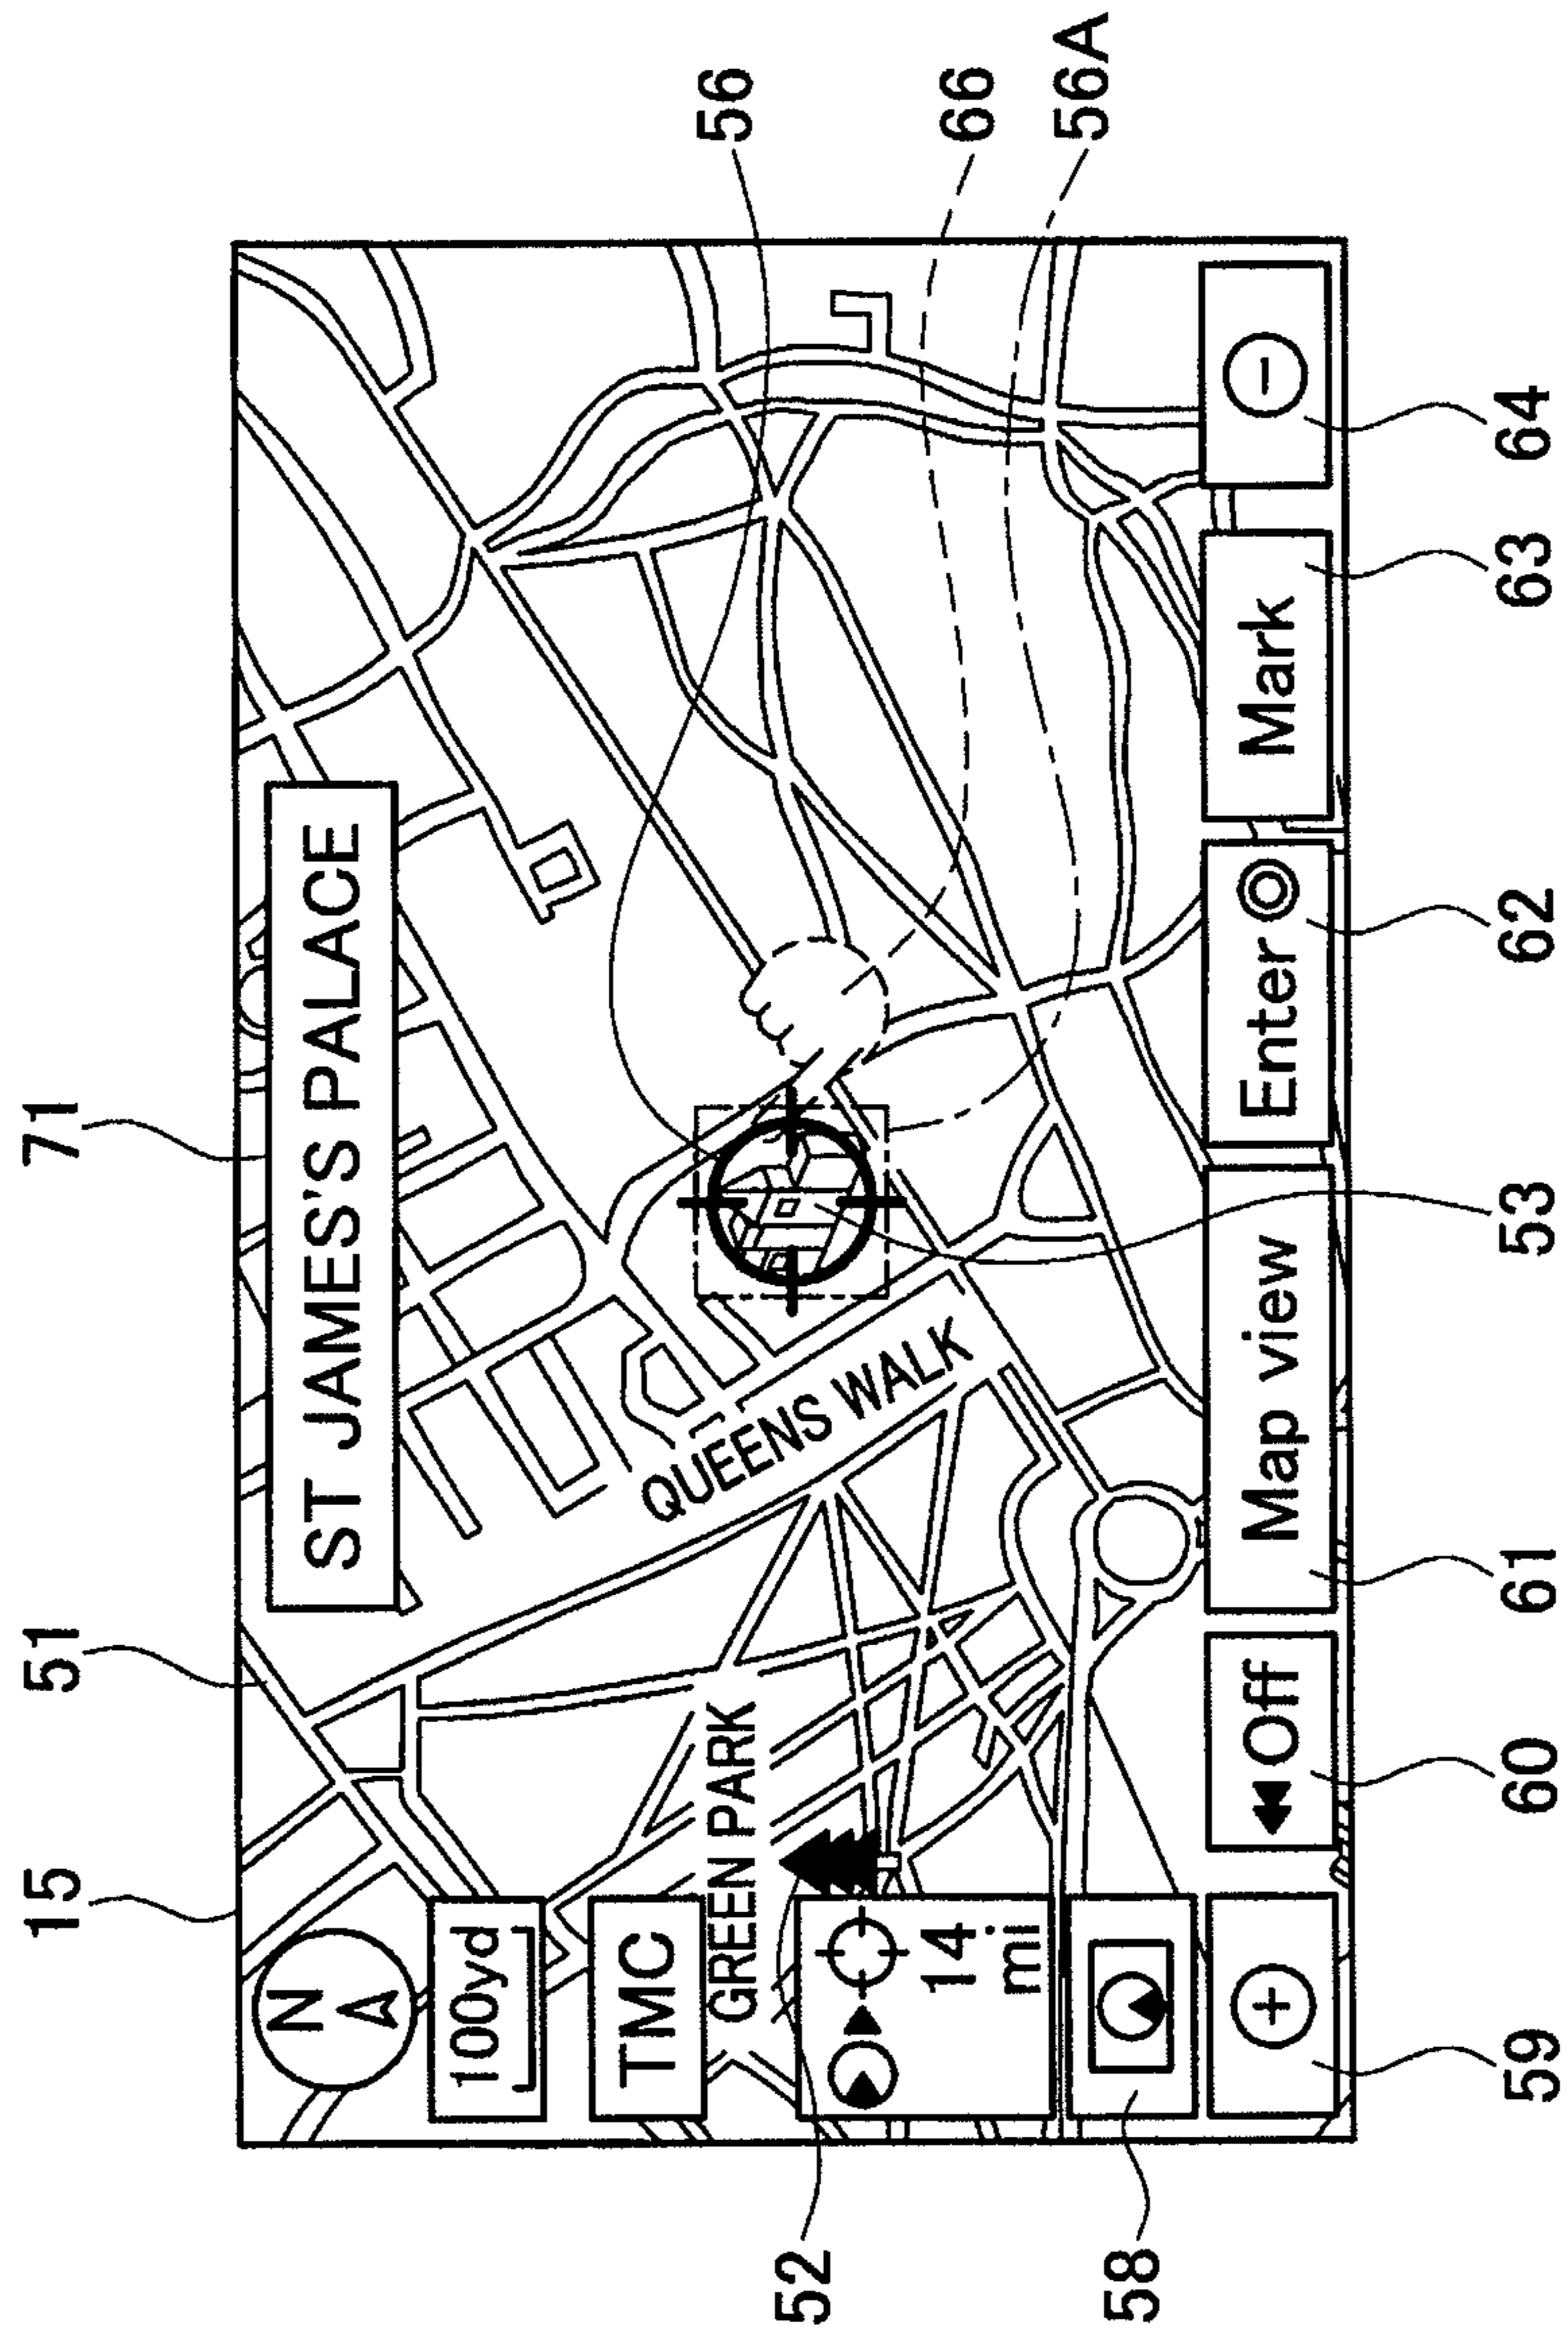 71
51
15
ST JAMES'S PALACE
N
100yd
TMC
GREEN PARK
QUEENS WALK
14
mi
+
Off
Map view
Enter
Mark
-
56
66
56A
52
58
59
60
61
53
62
63
64